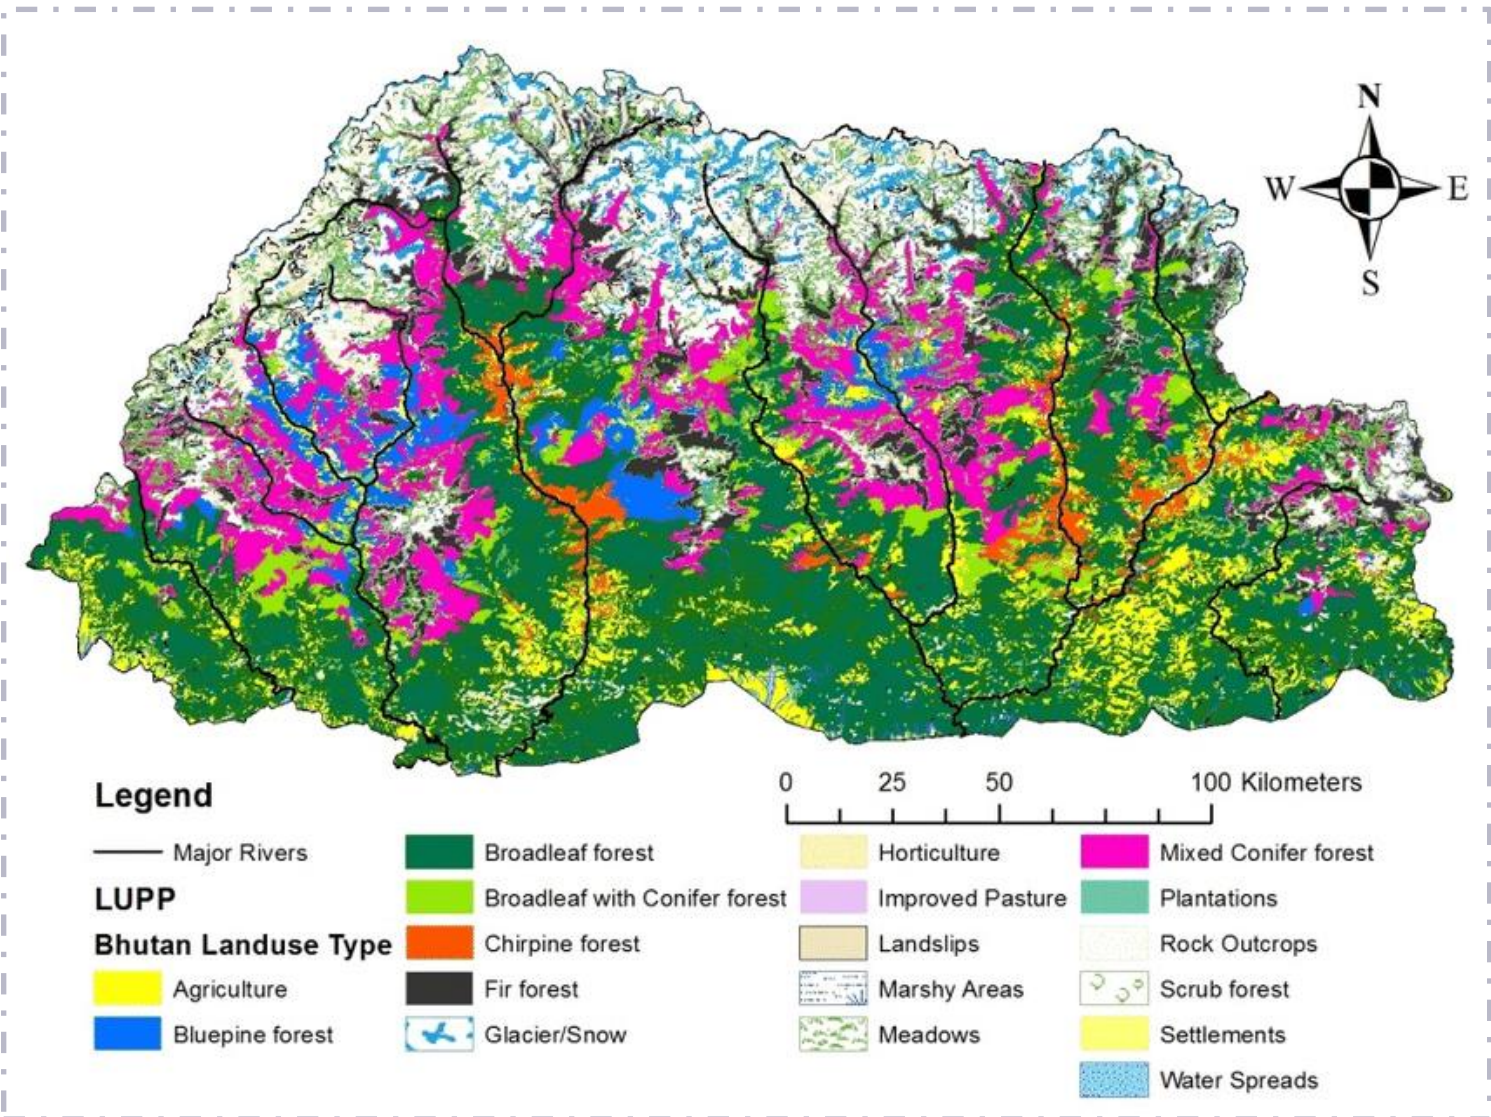 N
W E
S
0 25 50 100 Kilometers
Legend
Major Rivers
LUPP
Bhutan Landuse Type
Agriculture
Bluepine forest
Broadleaf forest
Broadleaf with Conifer forest
Chirpine forest
Fir forest
Glacier/Snow
Horticulture
Improved Pasture
Landslips
Marshy Areas
Meadows
Mixed Conifer forest
Plantations
Rock Outcrops
Scrub forest
Settlements
Water Spreads